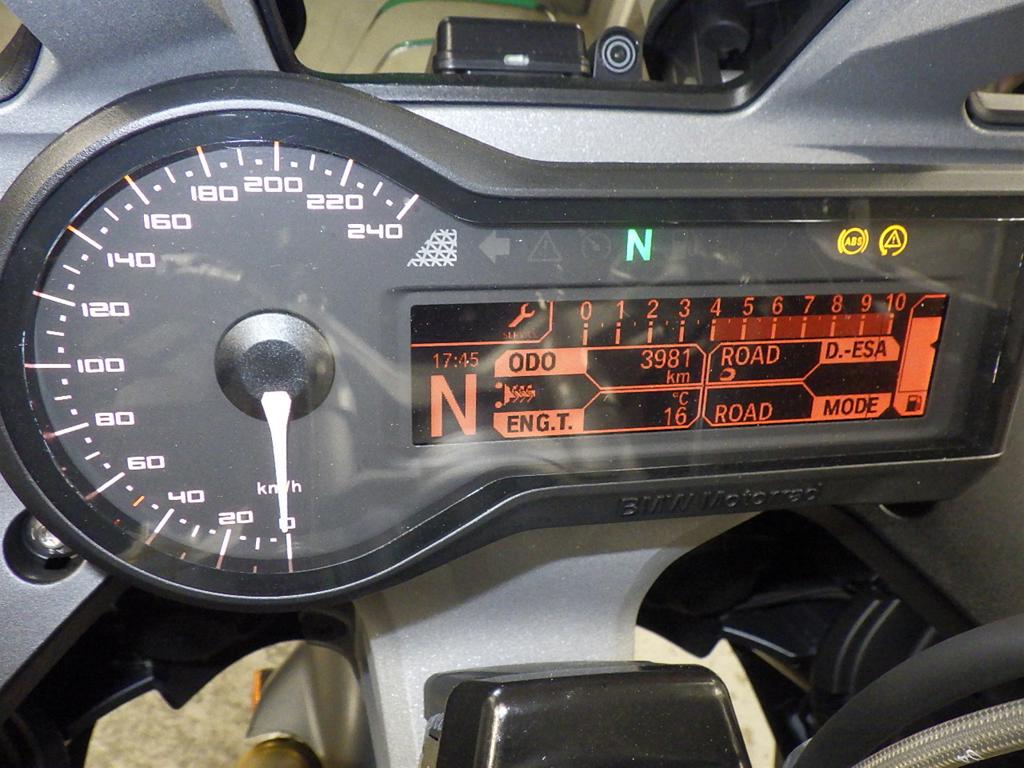 200
180
220
160
240
140
120
100
80
60
40
20
0
km/h
N
ABS
0 1 2 3 4 5 6 7 8 9 10
17:45
N
ODO 3981 km
ROAD D.-ESA
ENG.T. °C 16
ROAD MODE
BMW Motorrad